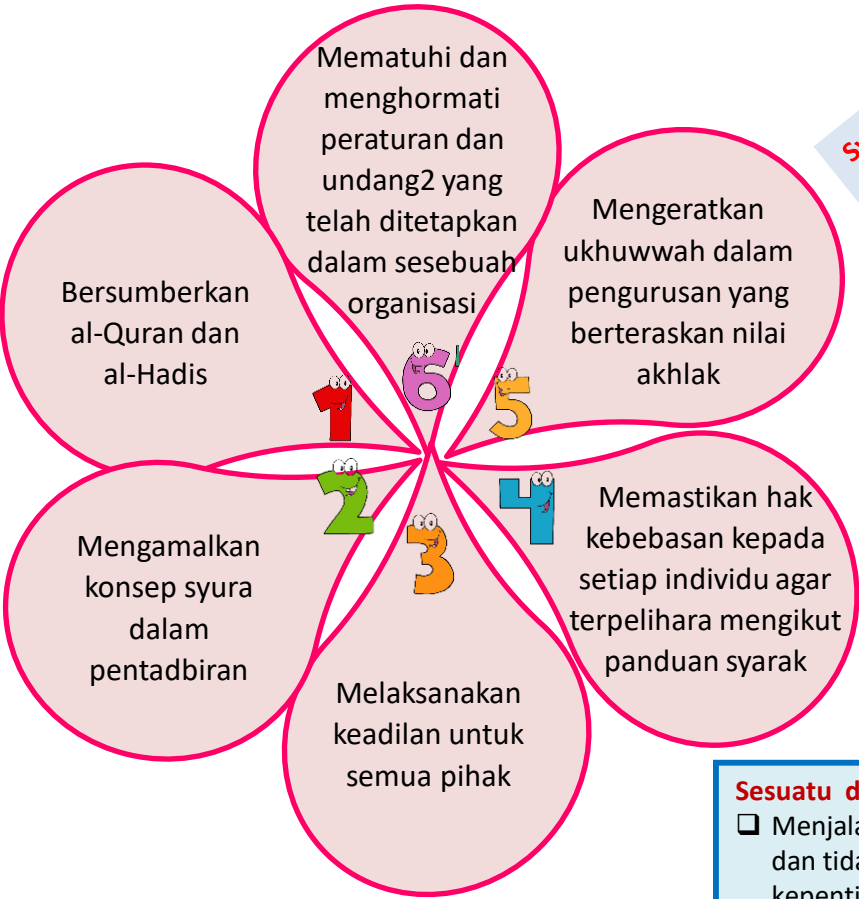 Bersumberkan
al-Quran dan
al-Hadis
1
Mengamalkan
konsep syura
dalam
pentadbiran
2
Melaksanakan
keadilan untuk
semua pihak
3
Memastikan hak
kebebasan kepada
setiap individu agar
terpelihara mengikut
panduan syarak
4
Mengeratkan
ukhuwwah dalam
pengurusan yang
berteraskan nilai
akhlak
5
Mematuhi dan
menghormati
peraturan dan
undang2 yang
telah ditetapkan
dalam sesebuah
organisasi
6
Sesuatu
dan